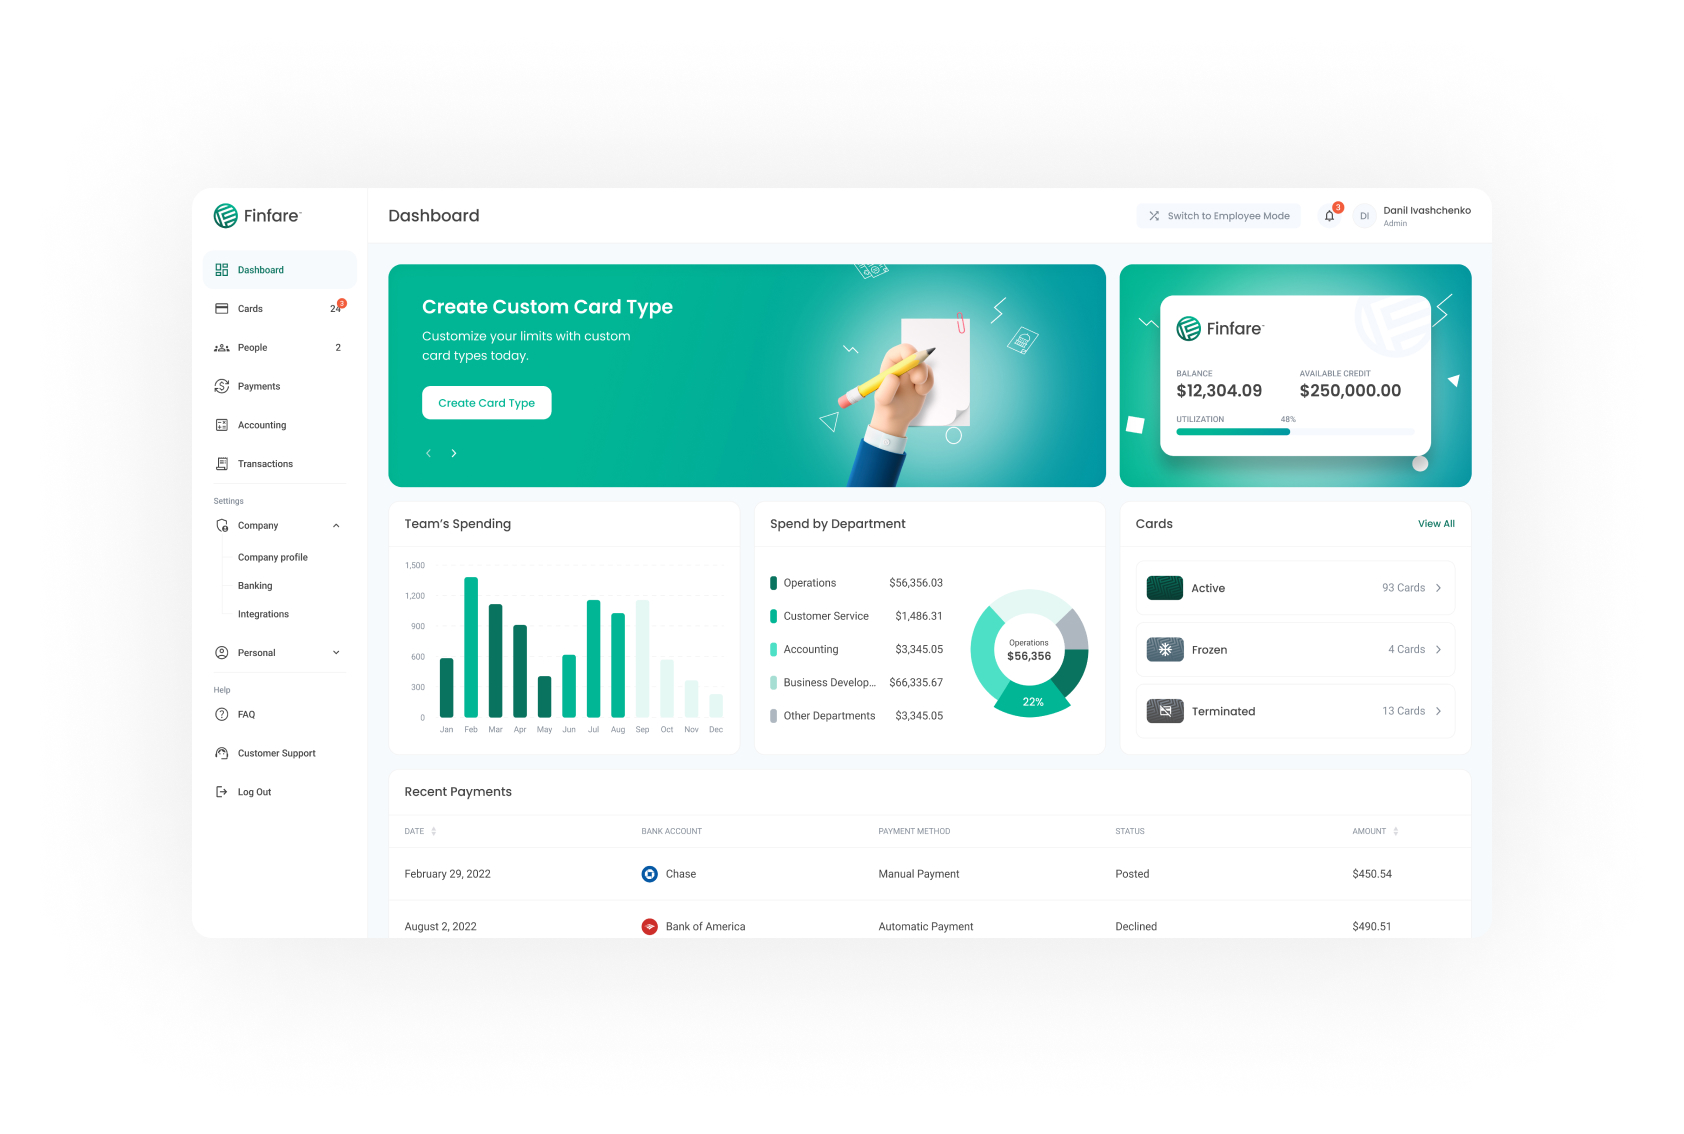 Finfare™
Dashboard
Switch to Employee Mode
3
DI
Danil Ivashchenko
Admin
Dashboard
Cards 24 3
People 2
Payments
Accounting
Transactions
Settings
Company
Company profile
Banking
Integrations
Personal
Help
FAQ
Customer Support
Log Out
Create Custom Card Type
Customize your limits with custom
card types today.
Create Card Type
Finfare™
BALANCE AVAILABLE CREDIT
$12,304.09 $250,000.00
UTILIZATION 48%
Team's Spending
1,500
1,200
900
600
300
0
Jan Feb Mar Apr May Jun Jul Aug Sep Oct Nov Dec
Spend by Department
Operations $56,356.03
Customer Service $1,486.31
Accounting $3,345.05
Business Develop... $66,335.67
Other Departments $3,345.05
Operations
$56,356
22%
Cards View All
Active 93 Cards
Frozen 4 Cards
Terminated 13 Cards
Recent Payments
DATE BANK ACCOUNT PAYMENT METHOD STATUS AMOUNT
February 29, 2022 Chase Manual Payment Posted $450.54
August 2, 2022 Bank of America Automatic Payment Declined $490.51